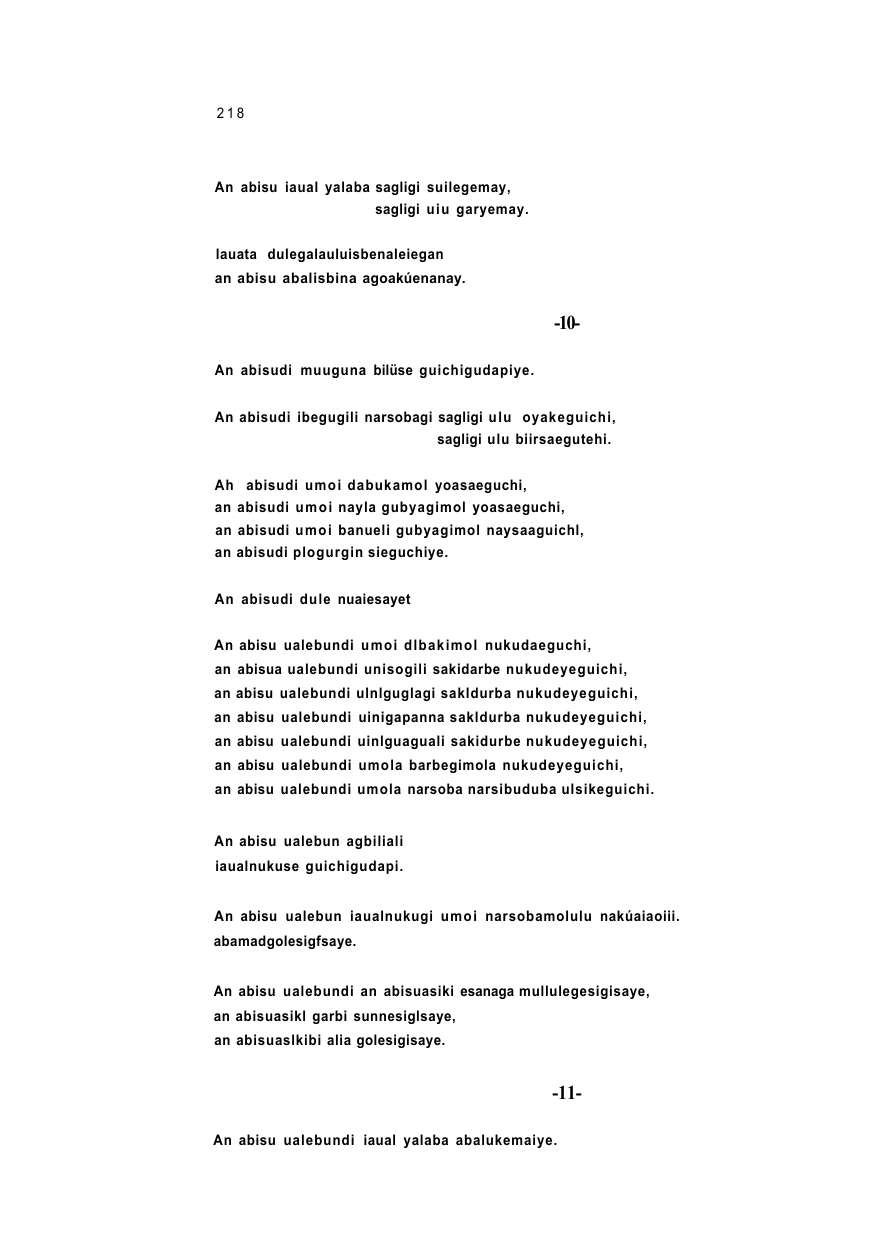 218
An abisu iaual yalaba sagligi suilegemay,
sagligi uiu garyemay.
lauata dulegalauluisbenaleiegan
an abisu abalisbina agoakúenanay.
-10-
An abisudi muuguna bilüse guichigudapiye.
An abisudi ibegugili narsobagi sagligi ulu oyakeguichi,
sagligi ulu biirsaegutehi.
Ah abisudi umoi dabukamol yoasaeguchi,
an abisudi umoi nayla gubyagimol yoasaeguchi,
an abisudi umoi banueli gubyagimol naysaaguichl,
an abisudi plogurgin sieguchiye.
An abisudi dule nuaiesayet
An abisu ualebundi umoi dlbakimol nukudaeguchi,
an abisua ualebundi unisogili sakidarbe nukudeyeguichi,
an abisu ualebundi ulnlguglagi sakldurba nukudeyeguichi,
an abisu ualebundi uinigapanna sakldurba nukudeyeguichi,
an abisu ualebundi uinlguaguali sakidurbe nukudeyeguichi,
an abisu ualebundi umola barbegimola nukudeyeguichi,
an abisu ualebundi umola narsoba narsibuduba ulsikeguichi.
An abisu ualebun agbiliali
iaualnukuse guichigudapi.
An abisu ualebun iaualnukugi umoi narsobamolulu nakúaiaoiii.
abamadgolesigfsaye.
An abisu ualebundi an abisuasiki esanaga mullulegesigisaye,
an abisuasikl garbi sunnesiglsaye,
an abisuaslkibi alia golesigisaye.
-11-
An abisu ualebundi iaual yalaba abalukemaiye.